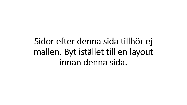 Sidor efter denna sida tillhör ej
mallen. Byt istället till en layout
innan denna sida.